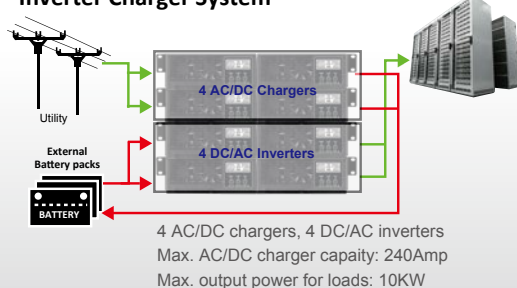 Inverter Charger System
4 AC/DC Chargers
Utility
External
Battery packs
4 DC/AC Inverters
BATTERY
4 AC/DC chargers, 4 DC/AC inverters
Max. AC/DC charger capaity: 240Amp
Max. output power for loads: 10KW